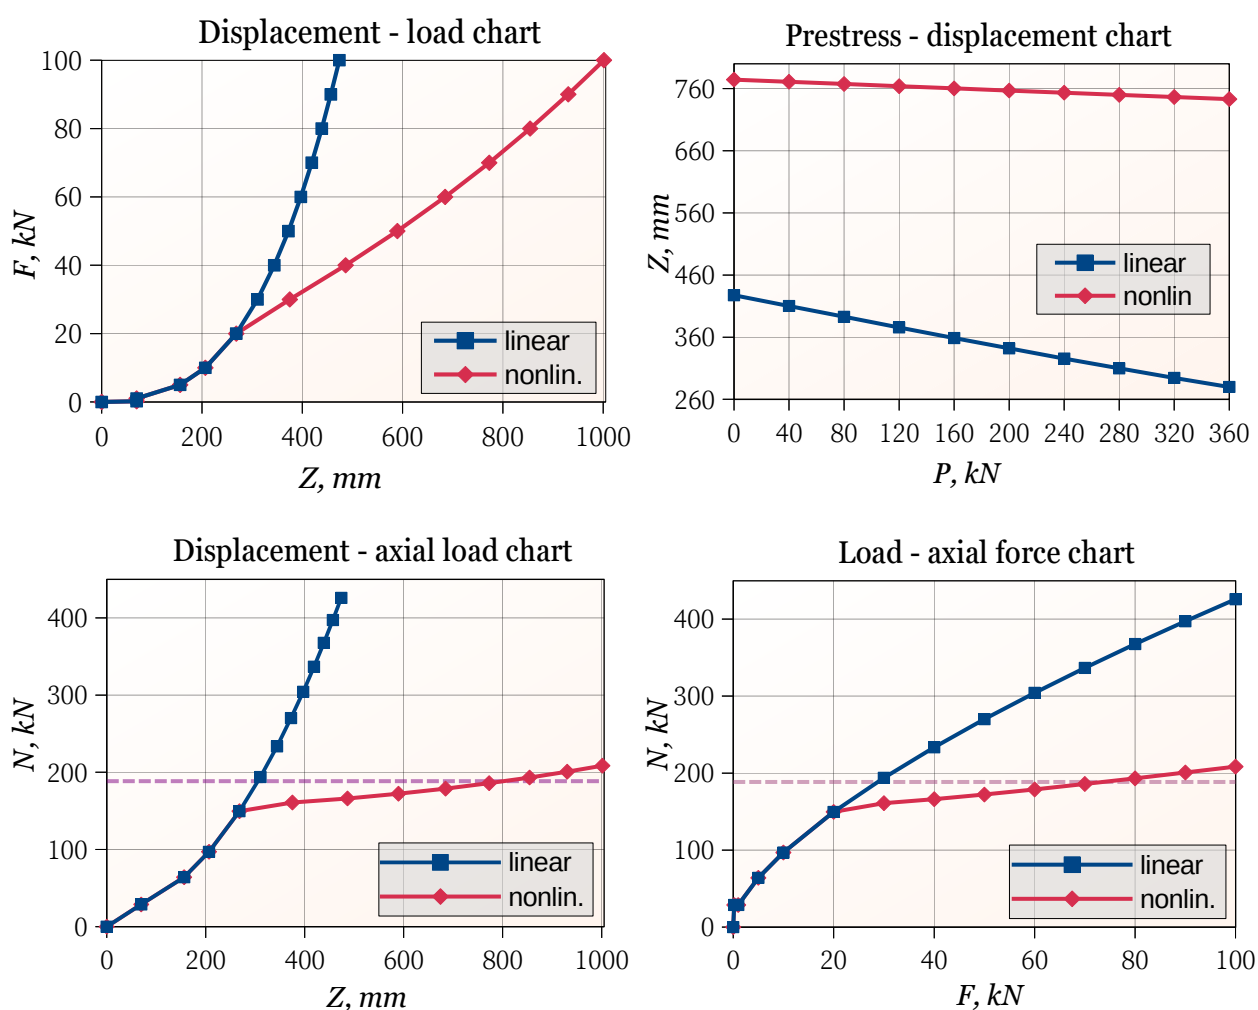 Displacement - load chart
100
80
60
40
20
0
F, kN
0 200 400 600 800 1000
Z, mm
linear
nonlin.
Prestress - displacement chart
760
660
560
460
360
260
Z, mm
0 40 80 120 160 200 240 280 320 360
P, kN
linear
nonlin
Displacement - axial load chart
400
300
200
100
0
N, kN
0 200 400 600 800 1000
Z, mm
linear
nonlin.
Load - axial force chart
400
300
200
100
0
N, kN
0 20 40 60 80 100
F, kN
linear
nonlin.